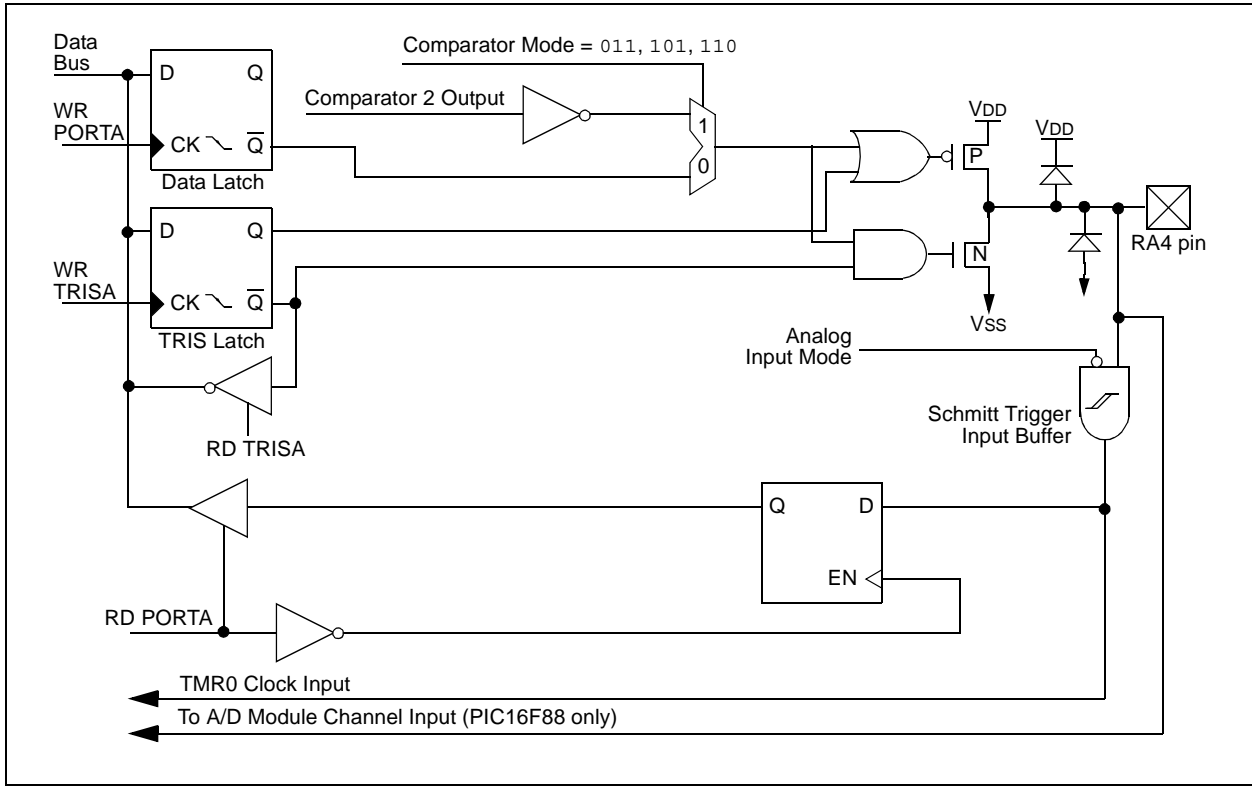 Data
Bus
D
Q
WR
PORTA
CK
Q
Data Latch
Comparator Mode = 011, 101, 110
Comparator 2 Output
1
0
VDD
P
VDD
RA4 pin
N
VSS
D
Q
WR
TRISA
CK
Q
TRIS Latch
RD TRISA
Analog
Input Mode
Schmitt Trigger
Input Buffer
Q
D
EN
RD PORTA
TMR0 Clock Input
To A/D Module Channel Input (PIC16F88 only)